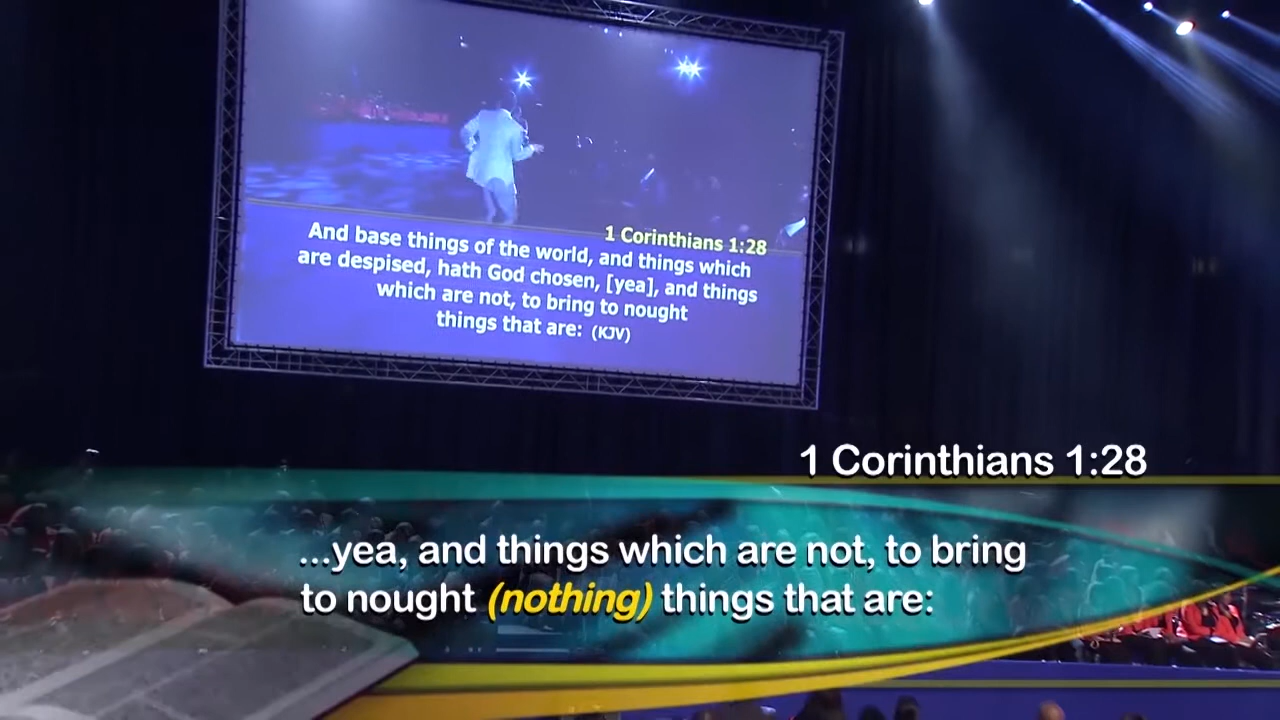 1 Corinthians 1:28
And base things of the world, and things which
are despised, hath God chosen, [yea], and things
which are not, to bring to nought
things that are: (KJV)
1 Corinthians 1:28
...yea, and things which are not, to bring
to nought (nothing) things that are: